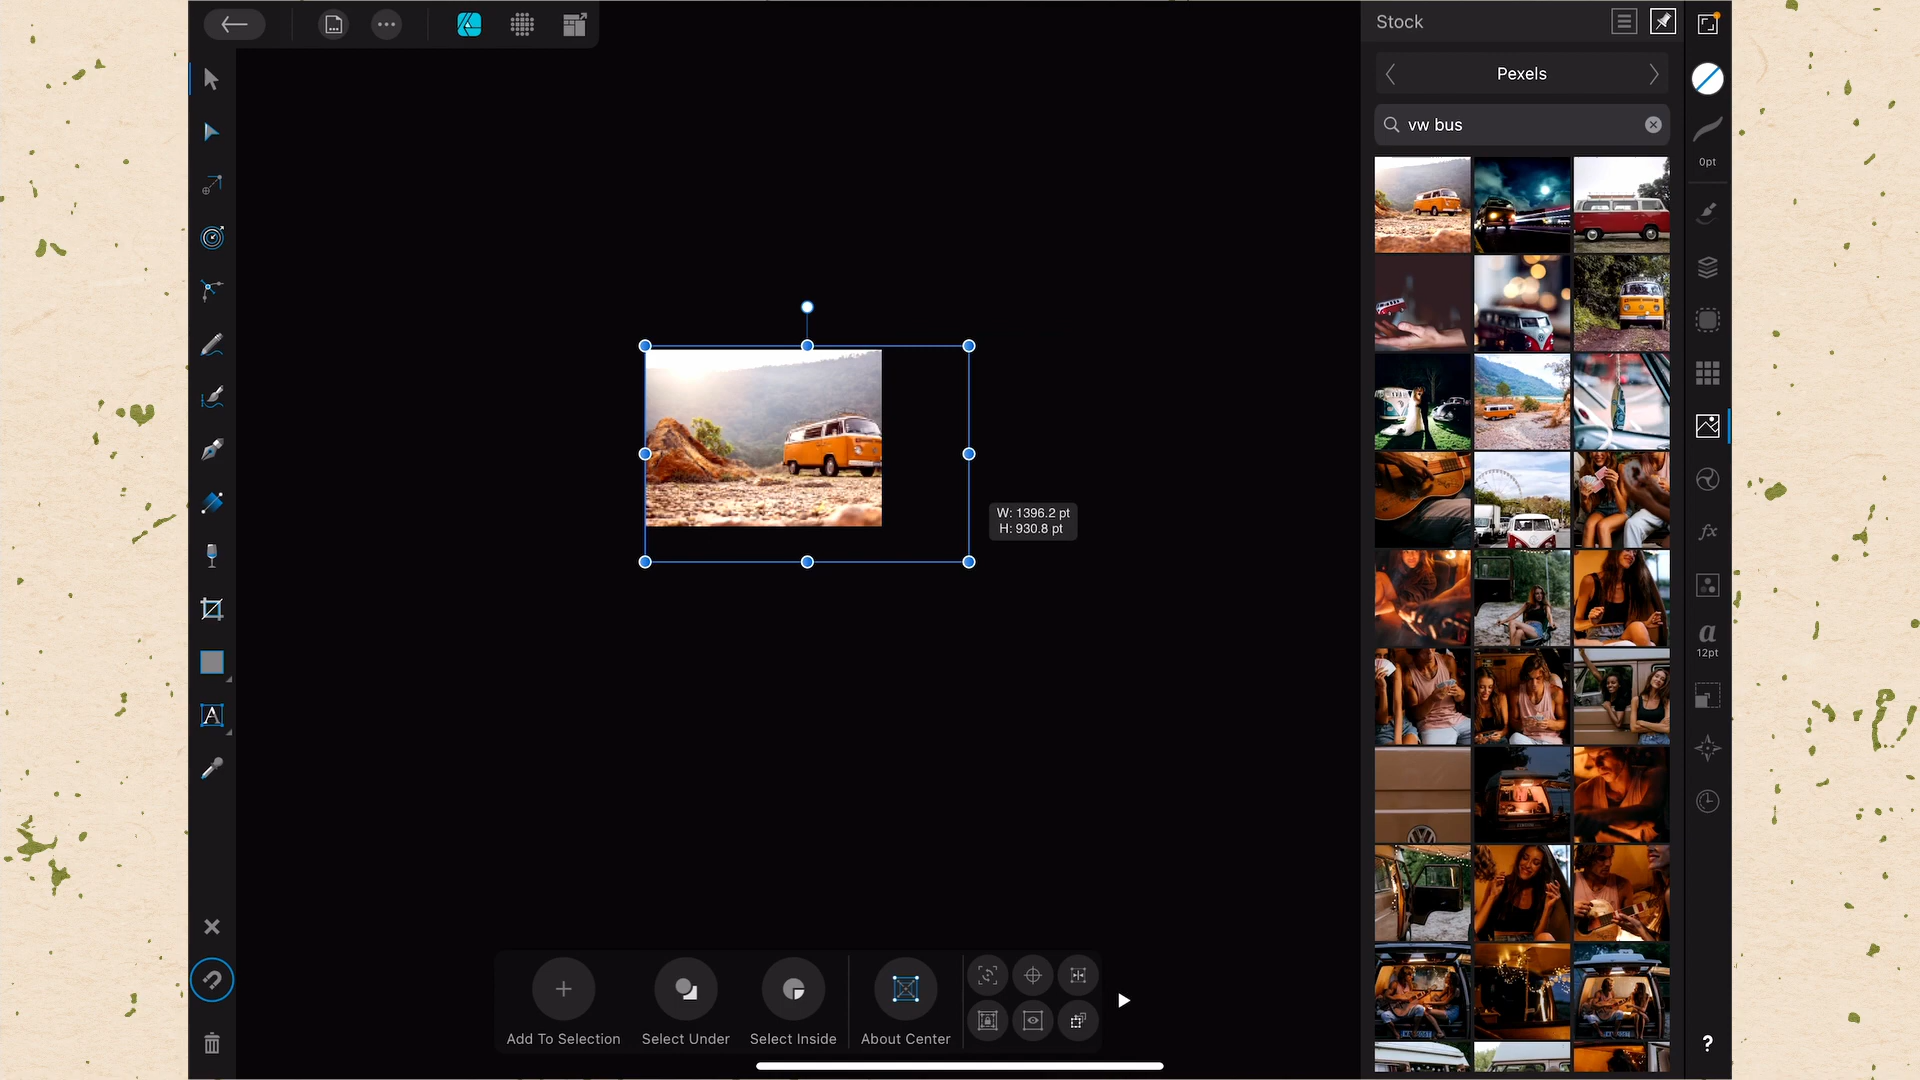 Stock
Pexels
vw bus
0pt
W: 1396.2 pt
H: 930.8 pt
fx
a
12pt
A
Add To Selection
Select Under
Select Inside
About Center
?